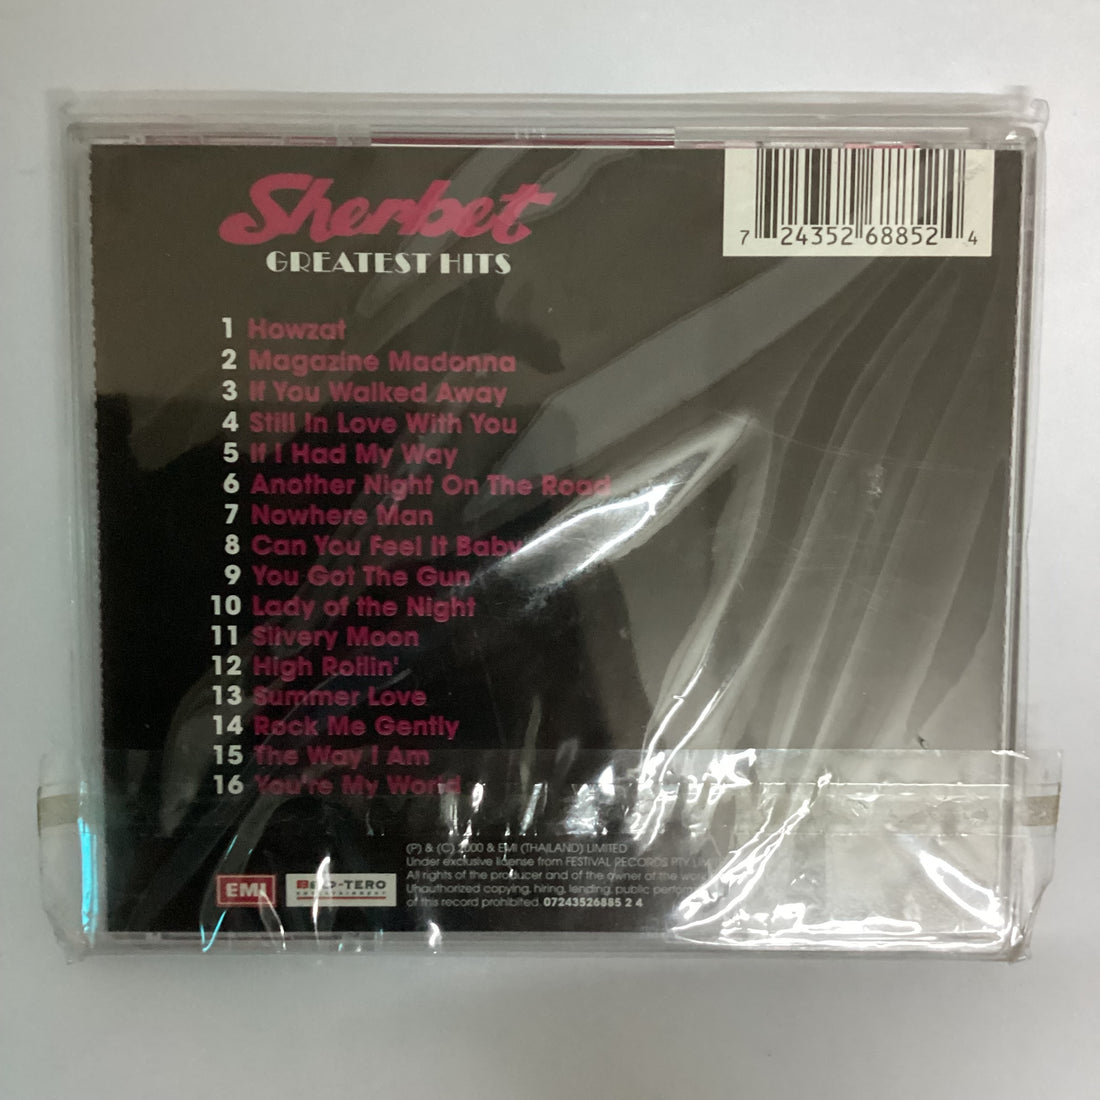 Sherbet
GREATEST HITS
7 24352 68852 4
1 Howzat
2 Magazine Madonna
3 If You Walked Away
4 Still In Love With You
5 If I Had My Way
6 Another Night On The Road
7 Nowhere Man
8 Can You Feel It Baby
9 You Got The Gun
10 Lady of the Night
11 Slivery Moon
12 High Rollin'
13 Summer Love
14 Rock Me Gently
15 The Way I Am
16 You're My World
(P) & (C) 2000 & EMI (THAILAND) LIMITED
Under exclusive license from FESTIVAL RECORDS PTY
All rights of the producer and of the owner of the work
Unauthorized copying, hiring, lending, public
of this record prohibited. 07243526885 2 4
EMI
BEC-TERO
ENTERTAINMENT